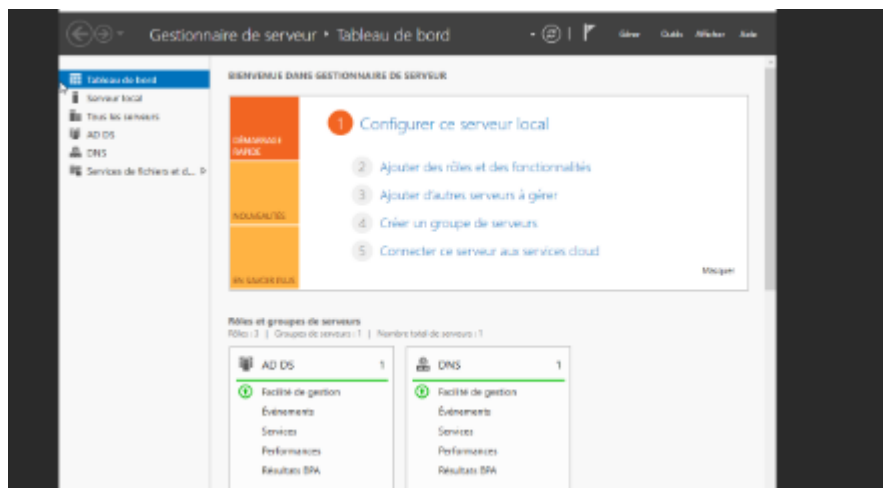 Gestionnaire de serveur • Tableau de bord
Gérer Outils Afficher Aide
Tableau de bord
Serveur local
Tous les serveurs
AD DS
DNS
Services de fichiers et d...
BIENVENUE DANS GESTIONNAIRE DE SERVEUR
DÉMARRAGE
RAPIDE
NOUVEAUTÉS
EN SAVOIR PLUS
1 Configurer ce serveur local
2 Ajouter des rôles et des fonctionnalités
3 Ajouter d'autres serveurs à gérer
4 Créer un groupe de serveurs
5 Connecter ce serveur aux services cloud
Masquer
Rôles et groupes de serveurs
Rôles : 3 | Groupes de serveurs : 1 | Nombre total de serveurs : 1
AD DS 1
Facilité de gestion
Événements
Services
Performances
Résultats BPA
DNS 1
Facilité de gestion
Événements
Services
Performances
Résultats BPA